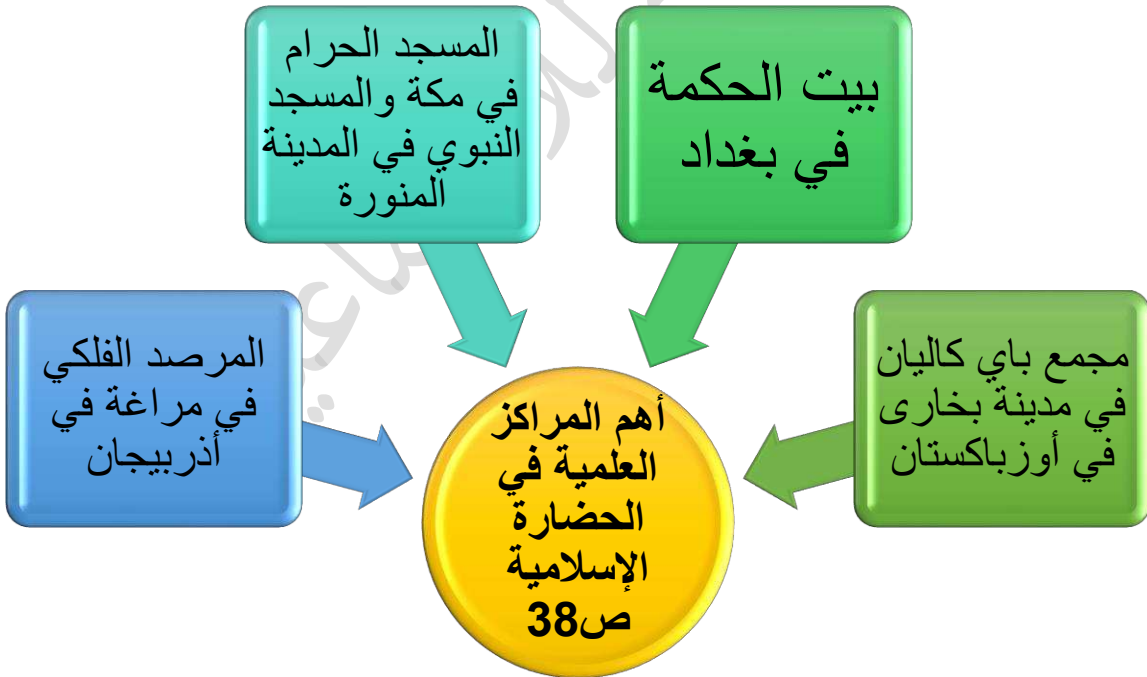 بيت الحكمة
في بغداد
المسجد الحرام
في مكة والمسجد
النبوي في المدينة
المنورة
مجمع باي كاليان
في مدينة بخارى
في أوزباكستان
المرصد الفلكي
في مراغة في
أذربيجان
أهم المراكز
العلمية في
الحضارة
الإسلامية
ص38